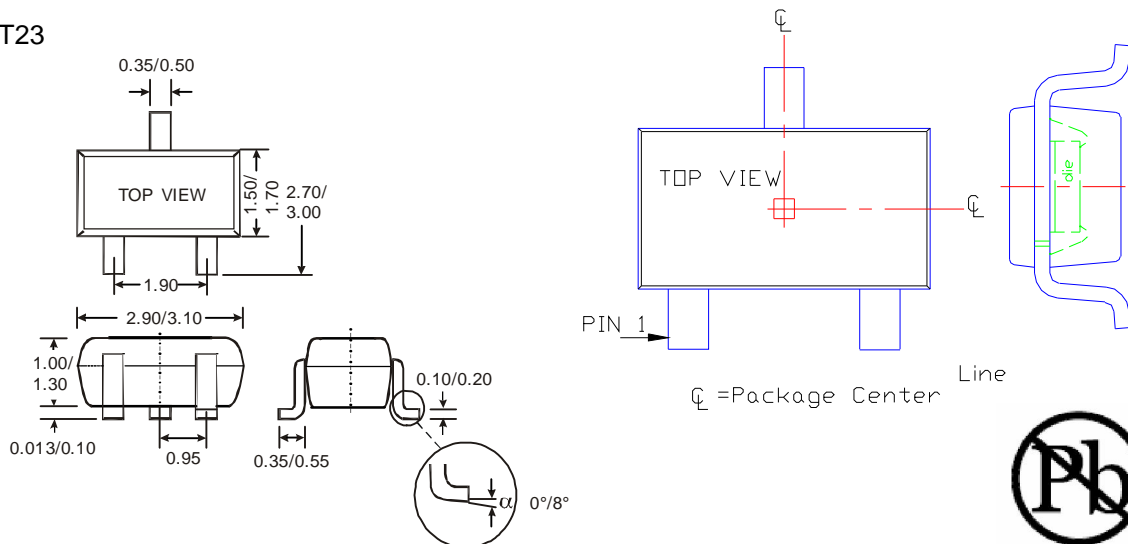 T23
0.35/0.50
TOP VIEW
1.50/
1.70
2.70/
3.00
1.90
2.90/3.10
1.00/
1.30
0.013/0.10
0.95
0.35/0.55
0.10/0.20
α 0°/8°
℄
TOP VIEW
℄
PIN 1
Line
℄ =Package Center
die
Pb